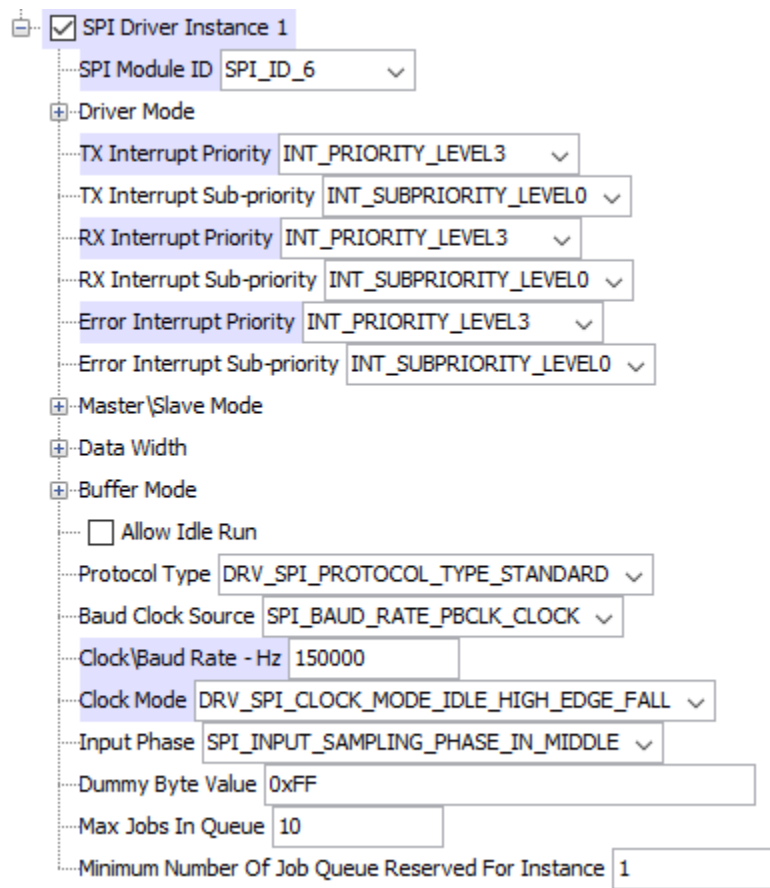 SPI Driver Instance 1
SPI Module ID SPI_ID_6
Driver Mode
TX Interrupt Priority INT_PRIORITY_LEVEL3
TX Interrupt Sub-priority INT_SUBPRIORITY_LEVEL0
RX Interrupt Priority INT_PRIORITY_LEVEL3
RX Interrupt Sub-priority INT_SUBPRIORITY_LEVEL0
Error Interrupt Priority INT_PRIORITY_LEVEL3
Error Interrupt Sub-priority INT_SUBPRIORITY_LEVEL0
Master\Slave Mode
Data Width
Buffer Mode
Allow Idle Run
Protocol Type DRV_SPI_PROTOCOL_TYPE_STANDARD
Baud Clock Source SPI_BAUD_RATE_PBCLK_CLOCK
Clock\Baud Rate - Hz 150000
Clock Mode DRV_SPI_CLOCK_MODE_IDLE_HIGH_EDGE_FALL
Input Phase SPI_INPUT_SAMPLING_PHASE_IN_MIDDLE
Dummy Byte Value 0xFF
Max Jobs In Queue 10
Minimum Number Of Job Queue Reserved For Instance 1